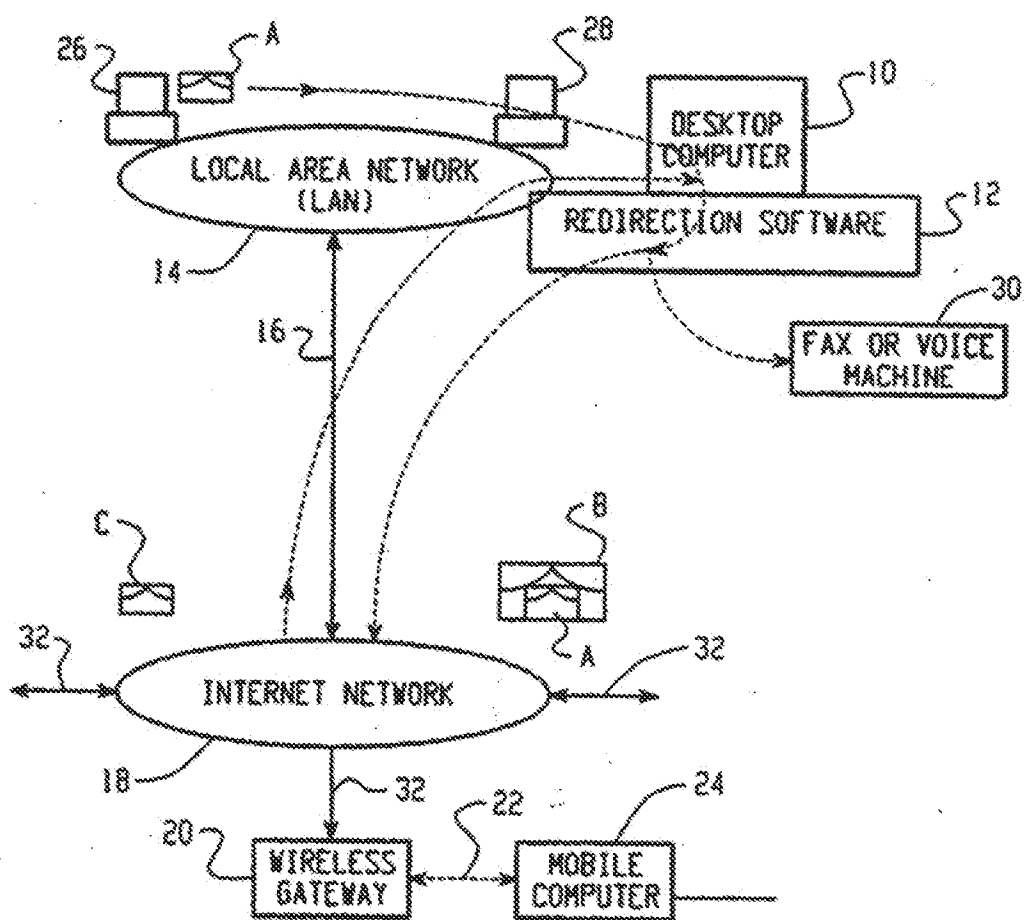 26
A
28
10
DESKTOP
COMPUTER
LOCAL AREA NETWORK
(LAN)
12
REDIRECTION SOFTWARE
14
30
16
FAX OR VOICE
MACHINE
C
B
A
32
32
INTERNET NETWORK
18
32
22
24
20
WIRELESS
GATEWAY
MOBILE
COMPUTER